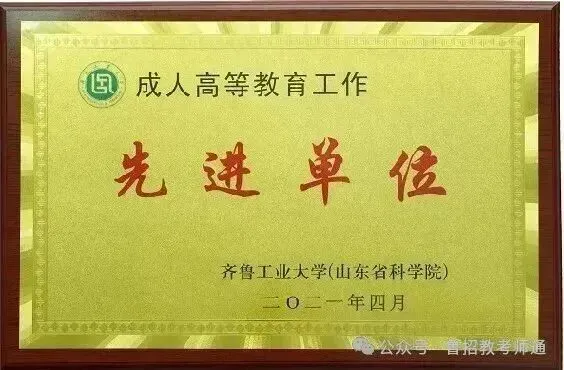 成人高等教育工作
先进单位
齐鲁工业大学(山东省科学院)
二〇二一年四月
公众号 鲁招教考师通